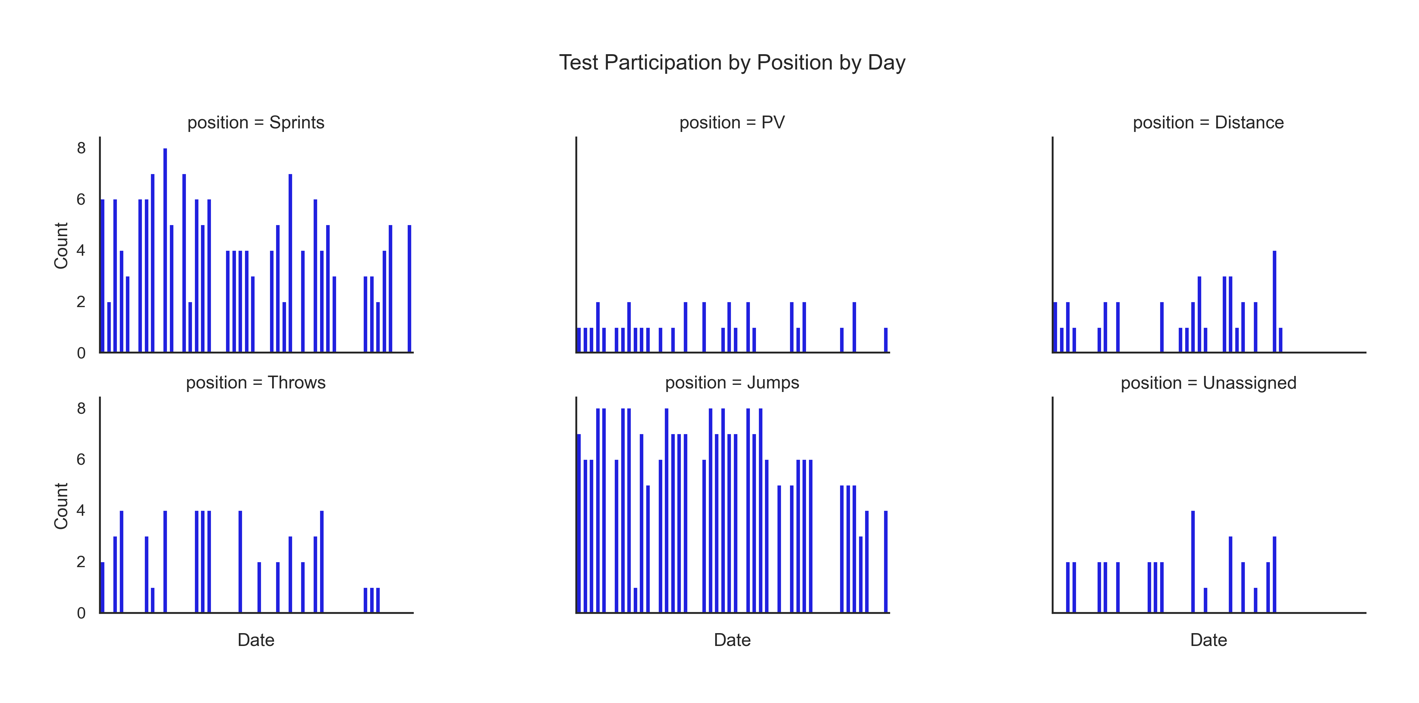 Test Participation by Position by Day
position = Sprints
position = PV
position = Distance
8
6
4
2
0
Count
position = Throws
position = Jumps
position = Unassigned
8
6
4
2
0
Count
Date
Date
Date